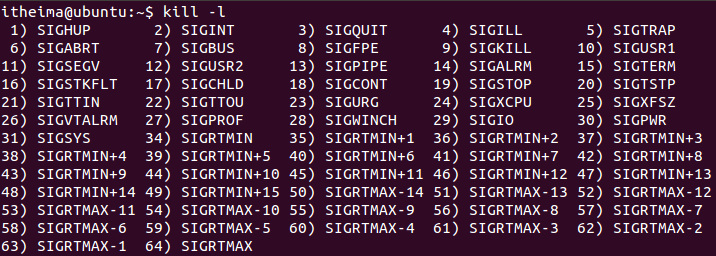 itheima@ubuntu:~$ kill -l
 1) SIGHUP       2) SIGINT       3) SIGQUIT      4) SIGILL       5) SIGTRAP
 6) SIGABRT      7) SIGBUS       8) SIGFPE       9) SIGKILL     10) SIGUSR1
11) SIGSEGV     12) SIGUSR2     13) SIGPIPE     14) SIGALRM     15) SIGTERM
16) SIGSTKFLT   17) SIGCHLD     18) SIGCONT     19) SIGSTOP     20) SIGTSTP
21) SIGTTIN     22) SIGTTOU     23) SIGURG      24) SIGXCPU     25) SIGXFSZ
26) SIGVTALRM   27) SIGPROF     28) SIGWINCH    29) SIGIO       30) SIGPWR
31) SIGSYS      34) SIGRTMIN    35) SIGRTMIN+1  36) SIGRTMIN+2  37) SIGRTMIN+3
38) SIGRTMIN+4  39) SIGRTMIN+5  40) SIGRTMIN+6  41) SIGRTMIN+7  42) SIGRTMIN+8
43) SIGRTMIN+9  44) SIGRTMIN+10 45) SIGRTMIN+11 46) SIGRTMIN+12 47) SIGRTMIN+13
48) SIGRTMIN+14 49) SIGRTMIN+15 50) SIGRTMAX-14 51) SIGRTMAX-13 52) SIGRTMAX-12
53) SIGRTMAX-11 54) SIGRTMAX-10 55) SIGRTMAX-9  56) SIGRTMAX-8  57) SIGRTMAX-7
58) SIGRTMAX-6  59) SIGRTMAX-5  60) SIGRTMAX-4  61) SIGRTMAX-3  62) SIGRTMAX-2
63) SIGRTMAX-1  64) SIGRTMAX